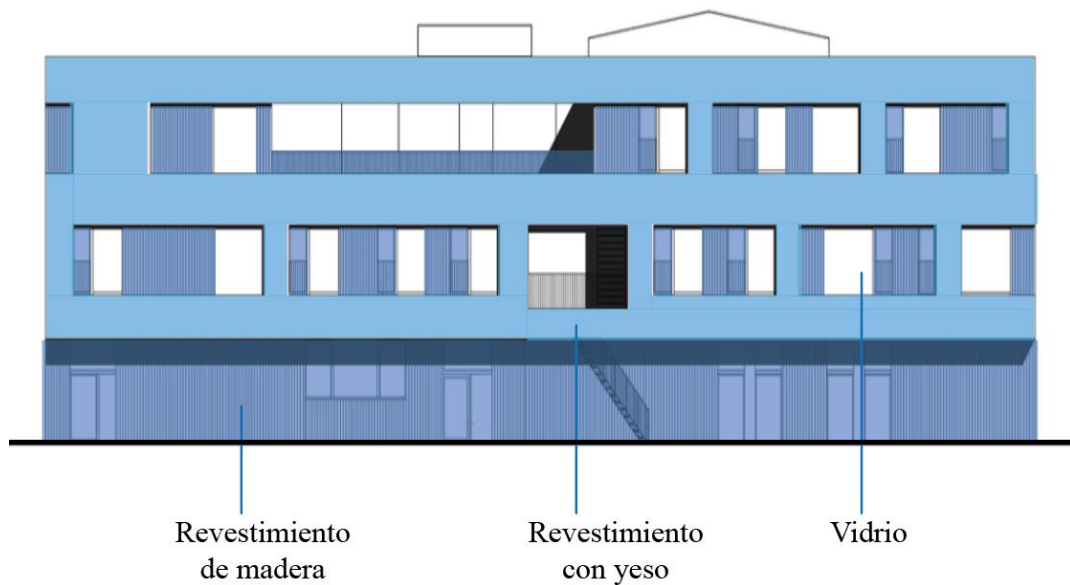 Revestimiento
de madera
Revestimiento
con yeso
Vidrio